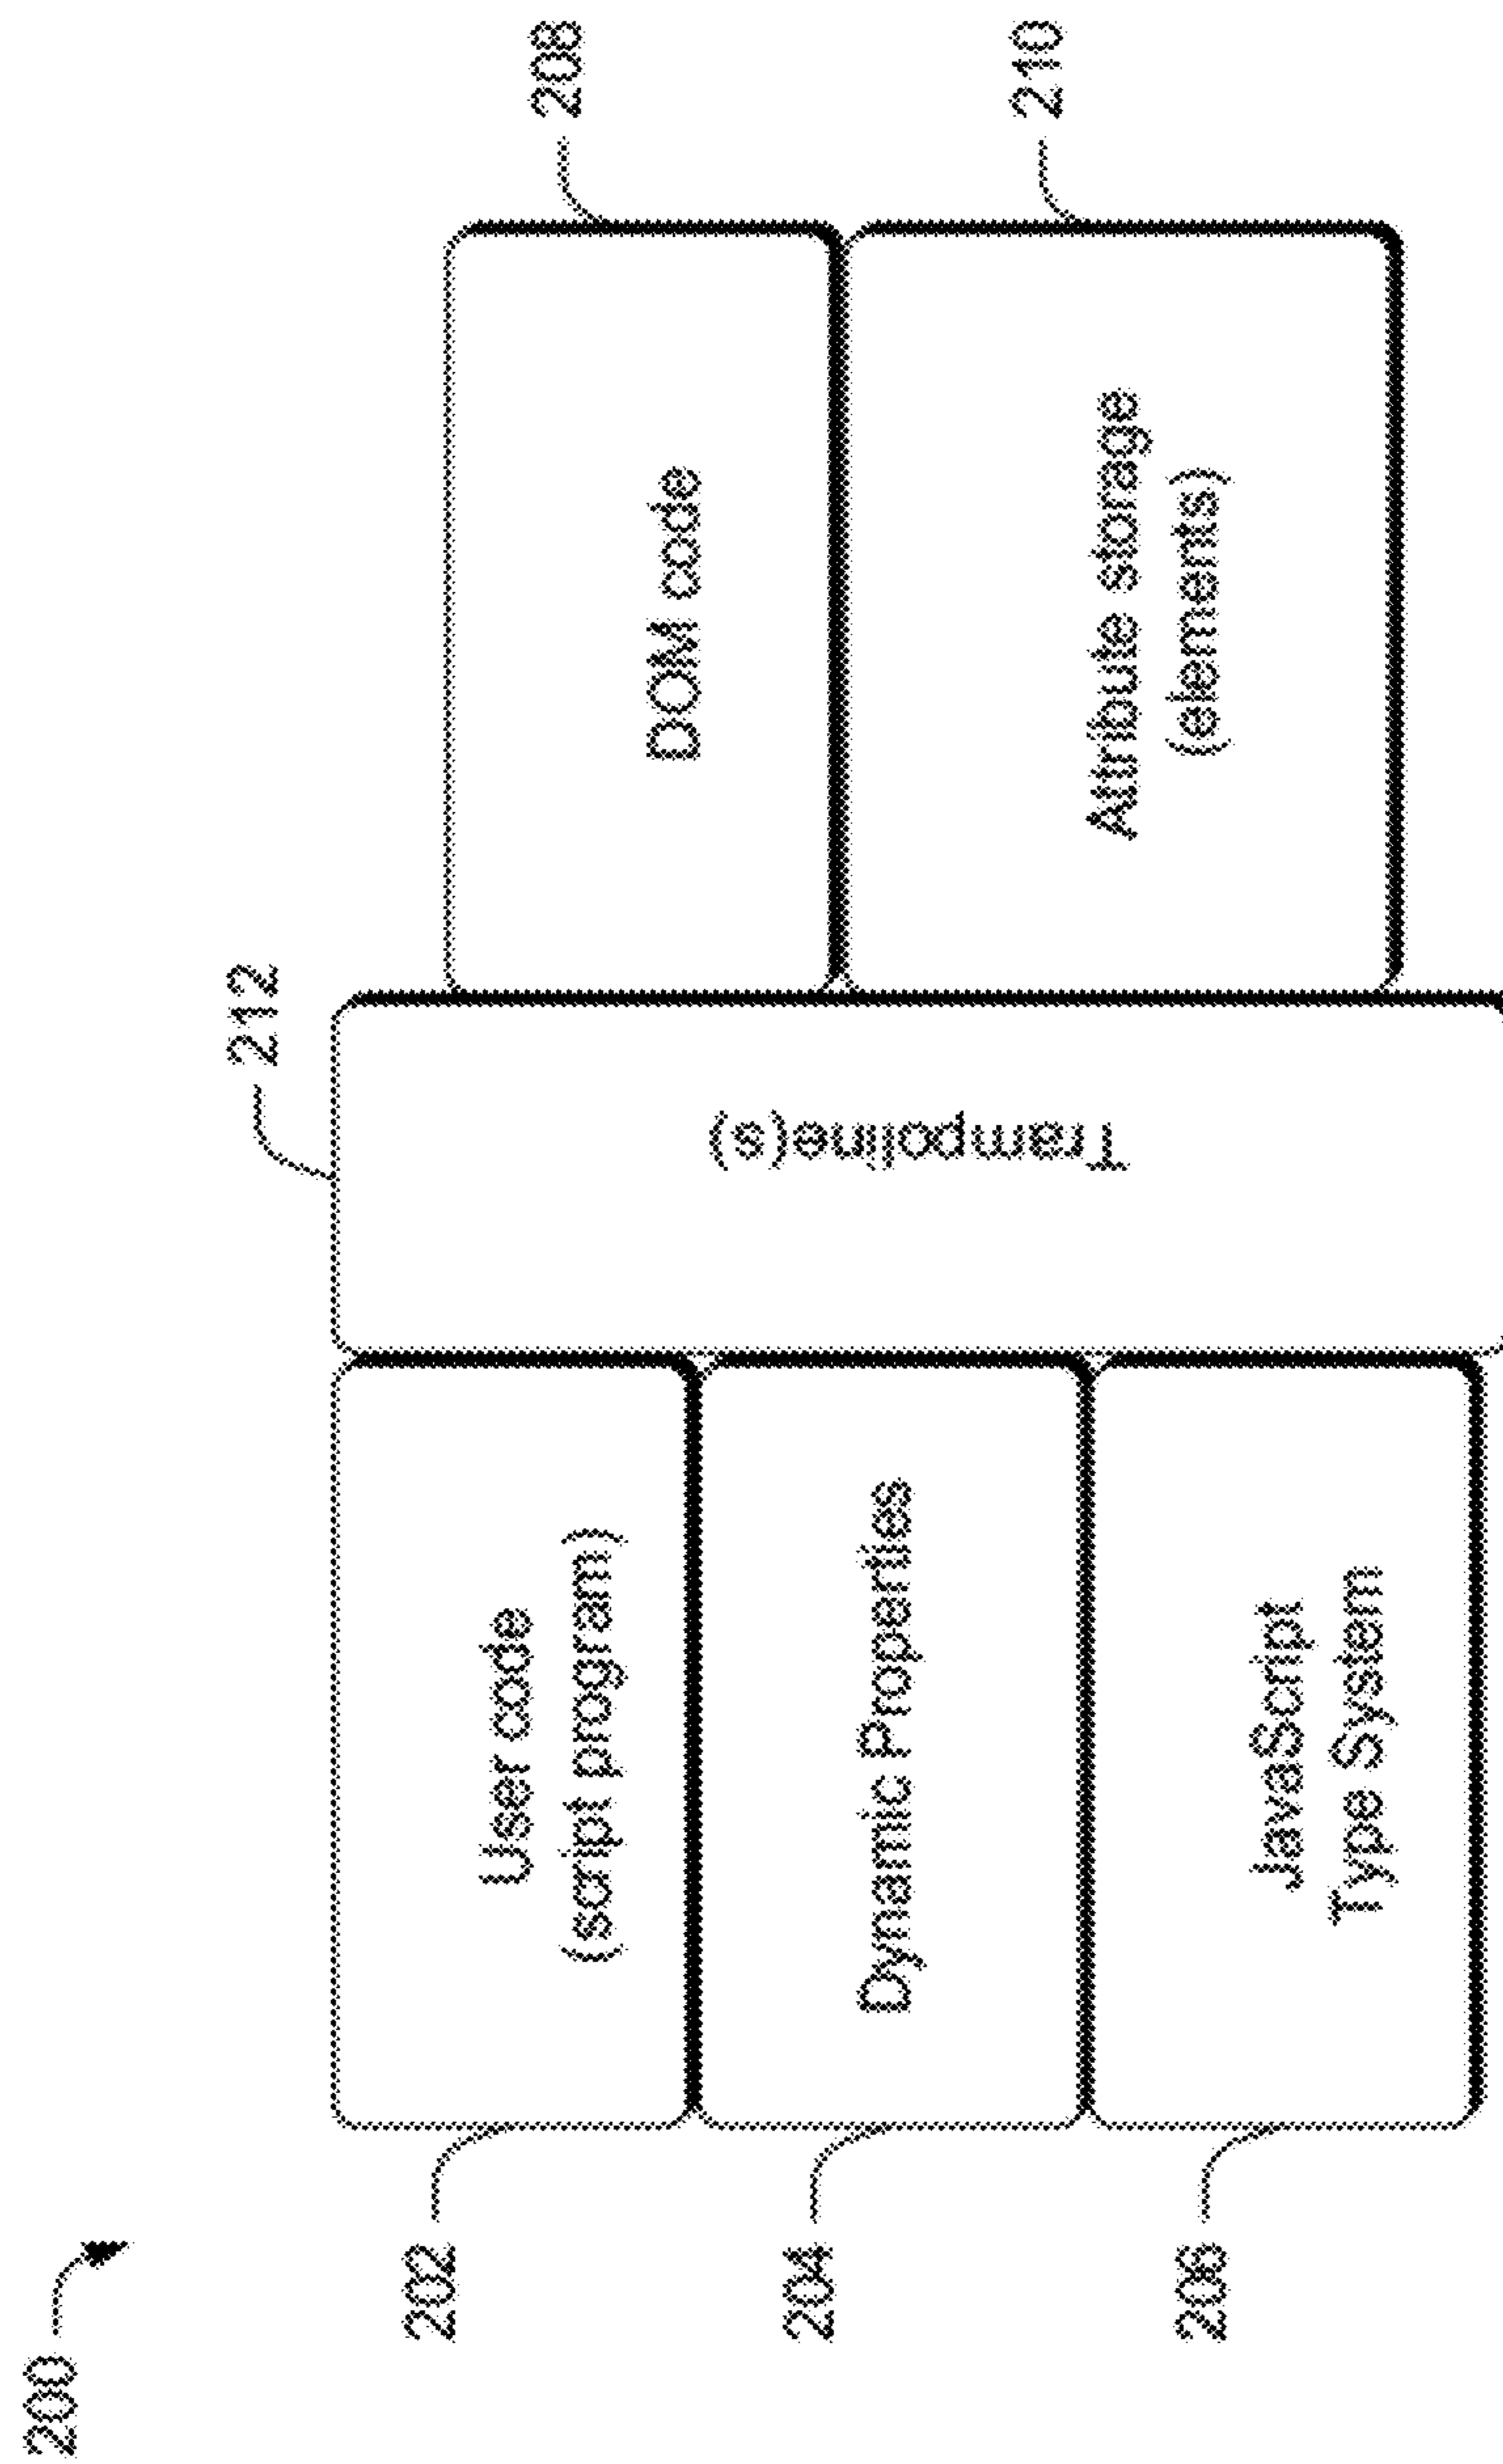 200
212
202
User code
(script program)
204
Dynamic Properties
206
JavaScript
Type System
Trampoline(s)
DOM code
208
Attribute storage
(elements)
210